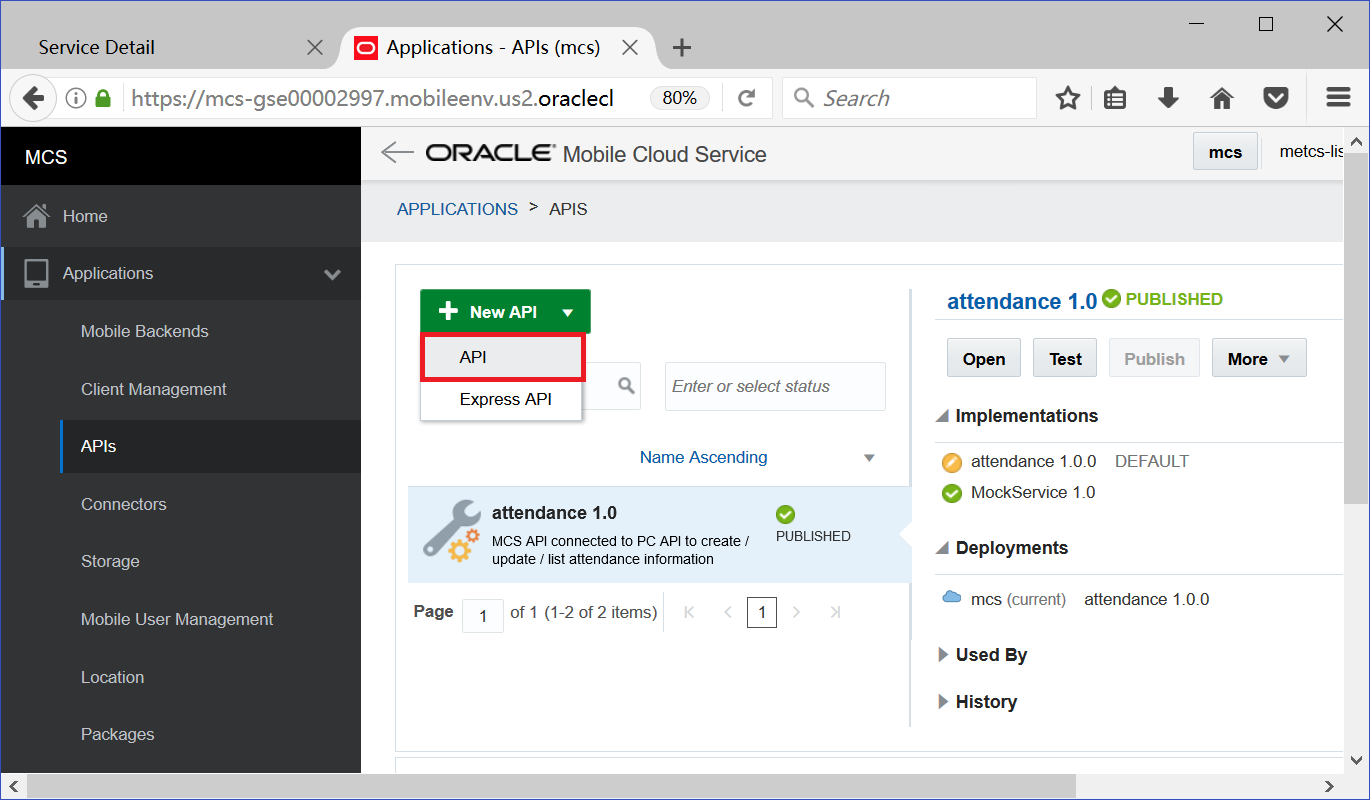 Service Detail
Applications - APIs (mcs)
https://mcs-gse00002997.mobileenv.us2.oraclecl
80%
Search
MCS
ORACLE Mobile Cloud Service
mcs
metcs-lis
Home
APPLICATIONS > APIS
Applications
Mobile Backends
Client Management
APIs
Connectors
Storage
Mobile User Management
Location
Packages
New API
API
Express API
Enter or select status
Name Ascending
attendance 1.0
MCS API connected to PC API to create /
update / list attendance information
PUBLISHED
Page 1 of 1 (1-2 of 2 items) 1
attendance 1.0 PUBLISHED
Open Test Publish More
Implementations
attendance 1.0.0 DEFAULT
MockService 1.0
Deployments
mcs (current) attendance 1.0.0
Used By
History